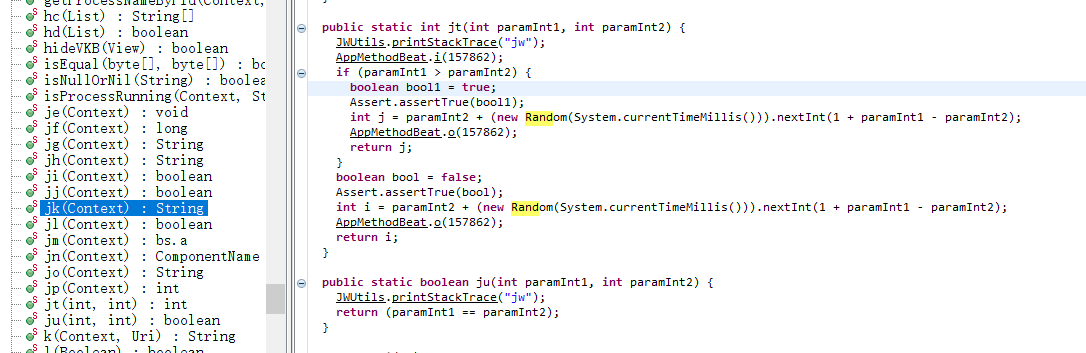 getProcessNameByPid(Context,
hc(List) : String[]
hd(List) : boolean
hideVKB(View) : boolean
isEqual(byte[], byte[]) : bo
isNullOrNil(String) : boolea
isProcessRunning(Context, St
je(Context) : void
jf(Context) : long
jg(Context) : String
jh(Context) : String
ji(Context) : boolean
jj(Context) : boolean
jk(Context) : String
jl(Context) : boolean
jm(Context) : bs.a
jn(Context) : ComponentName
jo(Context) : String
jp(Context) : int
jt(int, int) : int
ju(int, int) : boolean
k(Context, Uri) : String
l(Boolean) : boolean
}
public static int jt(int paramInt1, int paramInt2) {
JWUtils.printStackTrace("jw");
AppMethodBeat.i(157862);
if (paramInt1 > paramInt2) {
boolean bool1 = true;
Assert.assertTrue(bool1);
int j = paramInt2 + (new Random(System.currentTimeMillis())).nextInt(1 + paramInt1 - paramInt2);
AppMethodBeat.o(157862);
return j;
}
boolean bool = false;
Assert.assertTrue(bool);
int i = paramInt2 + (new Random(System.currentTimeMillis())).nextInt(1 + paramInt1 - paramInt2);
AppMethodBeat.o(157862);
return i;
}
public static boolean ju(int paramInt1, int paramInt2) {
JWUtils.printStackTrace("jw");
return (paramInt1 == paramInt2);
}